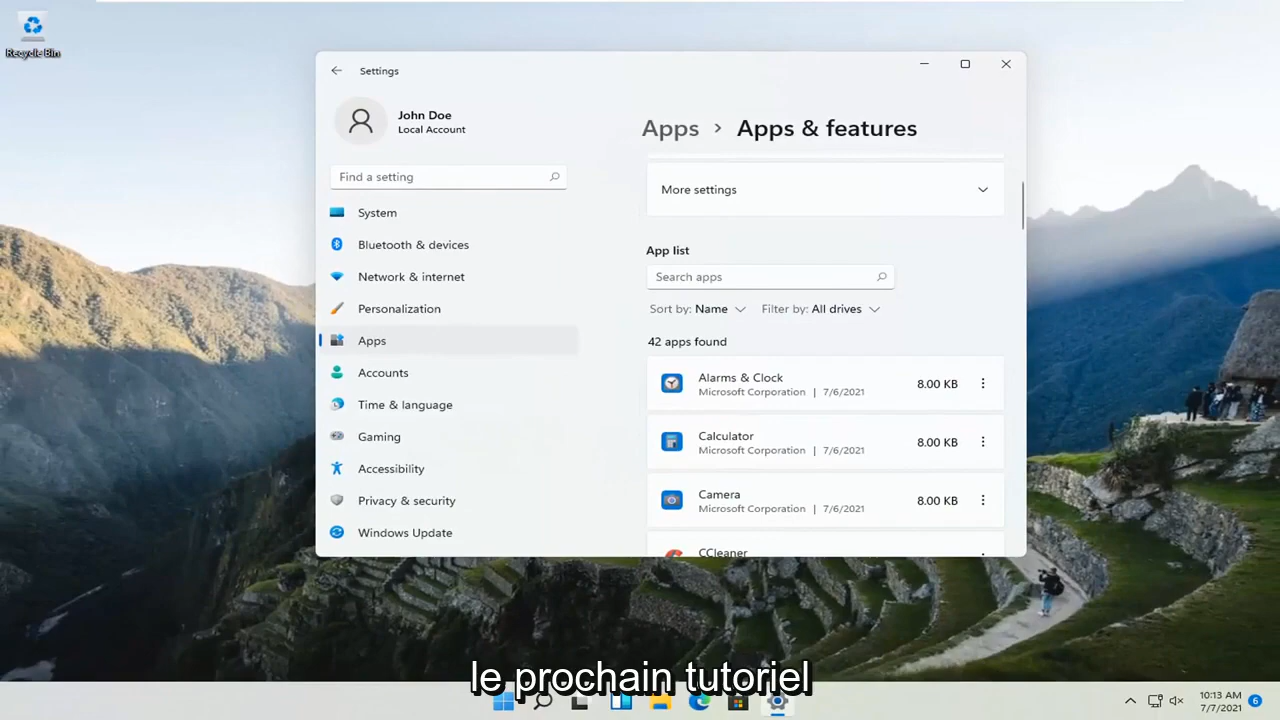 Recycle Bin
Settings
John Doe
Local Account
Find a setting
System
Bluetooth & devices
Network & internet
Personalization
Apps
Accounts
Time & language
Gaming
Accessibility
Privacy & security
Windows Update
Apps > Apps & features
More settings
App list
Search apps
Sort by: Name Filter by: All drives
42 apps found
Alarms & Clock
Microsoft Corporation | 7/6/2021
8.00 KB
Calculator
Microsoft Corporation | 7/6/2021
8.00 KB
Camera
Microsoft Corporation | 7/6/2021
8.00 KB
CCleaner
le prochain tutoriel
10:13 AM
7/7/2021
6